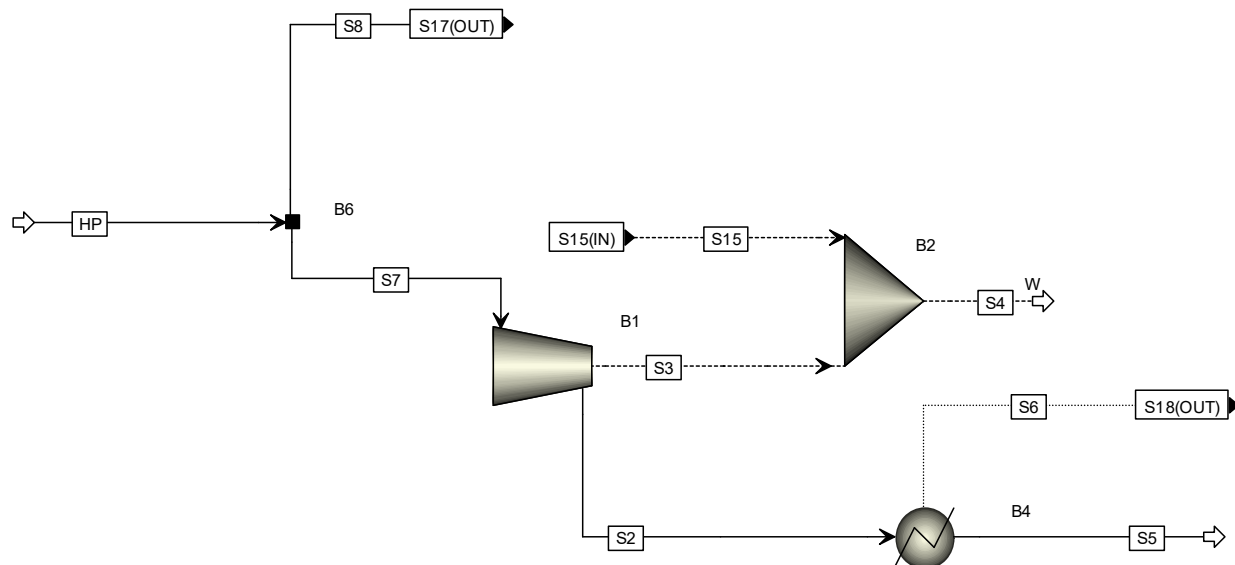 S8
S17(OUT)
B6
HP
S15(IN)
S15
B2
S7
W
S4
B1
S3
S6
S18(OUT)
B4
S2
S5